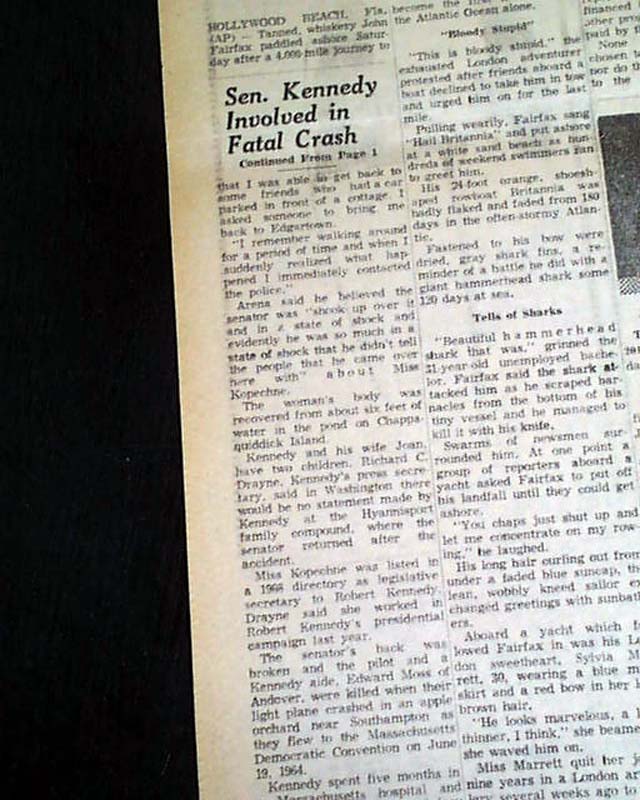 HOLLYWOOD BEACH, Fla.
(AP) — Tanned, whiskery John
Fairfax paddled ashore Satur-
day after a 4,000-mile journey to
Sen. Kennedy
Involved in
Fatal Crash
Continued From Page 1
that I was able to get back to
some friends who had a car
parked in front of a cottage. I
asked someone to bring me
back to Edgartown.
"I remember walking around
for a period of time and when I
suddenly realized what hap-
pened I immediately contacted
the police."
Arena said he believed the
senator was "shook up over it
and in a state of shock and
evidently he was so much in a
state of shock that he didn't tell
the people that he came over
here with" about Miss
Kopechne.
The woman's body was
recovered from about six feet of
water in the pond on Chappa-
quiddick Island.
Kennedy and his wife Joan,
have two children. Richard C.
Drayne, Kennedy's press secre-
tary, said in Washington there
would be no statement made by
Kennedy at the Hyannisport
family compound, where the
senator returned after the
accident.
Miss Kopechne was listed in
a 1968 directory as legislative
secretary to Robert Kennedy.
Drayne said she worked in
Robert Kennedy's presidential
campaign last year.
The senator's back was
broken and the pilot and a
Kennedy aide, Edward Moss of
Andover, were killed when their
light plane crashed in an apple
orchard near Southampton as
they flew to the Massachusetts
Democratic Convention on June
19, 1964.
Kennedy spent five months in
Massachusetts hospital and
become the first
the Atlantic Ocean alone.
"Bloody Stupid"
"This is bloody stupid," the
exhausted London adventurer
protested after friends aboard a
boat declined to take him in tow
and urged him on for the last
mile.
Pulling wearily, Fairfax sang
"Hail Britannia" and put ashore
at a white sand beach as hun-
dreds of weekend swimmers ran
to greet him.
His 24-foot orange, shoesh-
aped rowboat Britannia was
badly flaked and faded from 180
days in the often-stormy Atlan-
tic.
Fastened to his bow were
dried, gray shark fins, a re-
minder of a battle he did with a
giant hammerhead shark some
120 days at sea.
Tells of Sharks
"Beautiful hammerhead
shark that was," grinned the
31-year-old unemployed bache-
lor. Fairfax said the shark at-
tacked him as he scraped bar-
nacles from the bottom of his
tiny vessel and he managed to
kill it with his knife.
Swarms of newsmen sur-
rounded him. At one point a
group of reporters aboard a
yacht asked Fairfax to put off
his landfall until they could get
ashore.
"You chaps just shut up and
let me concentrate on my row-
ing," he laughed.
His long hair curling out from
under a faded blue suncap, the
lean, wobbly kneed sailor ex
changed greetings with sunbath
ers.
Aboard a yacht which fo
lowed Fairfax in was his Lo
don sweetheart, Sylvia M
rett, 30, wearing a blue m
skirt and a red bow in her l
brown hair.
"He looks marvelous, a l
thinner, I think," she beame
she waved him on.
Miss Marrett quit her j
nine years in a London a
several weeks ago to
financed
other pri
paid by t
None
chosen
nor do th
to the